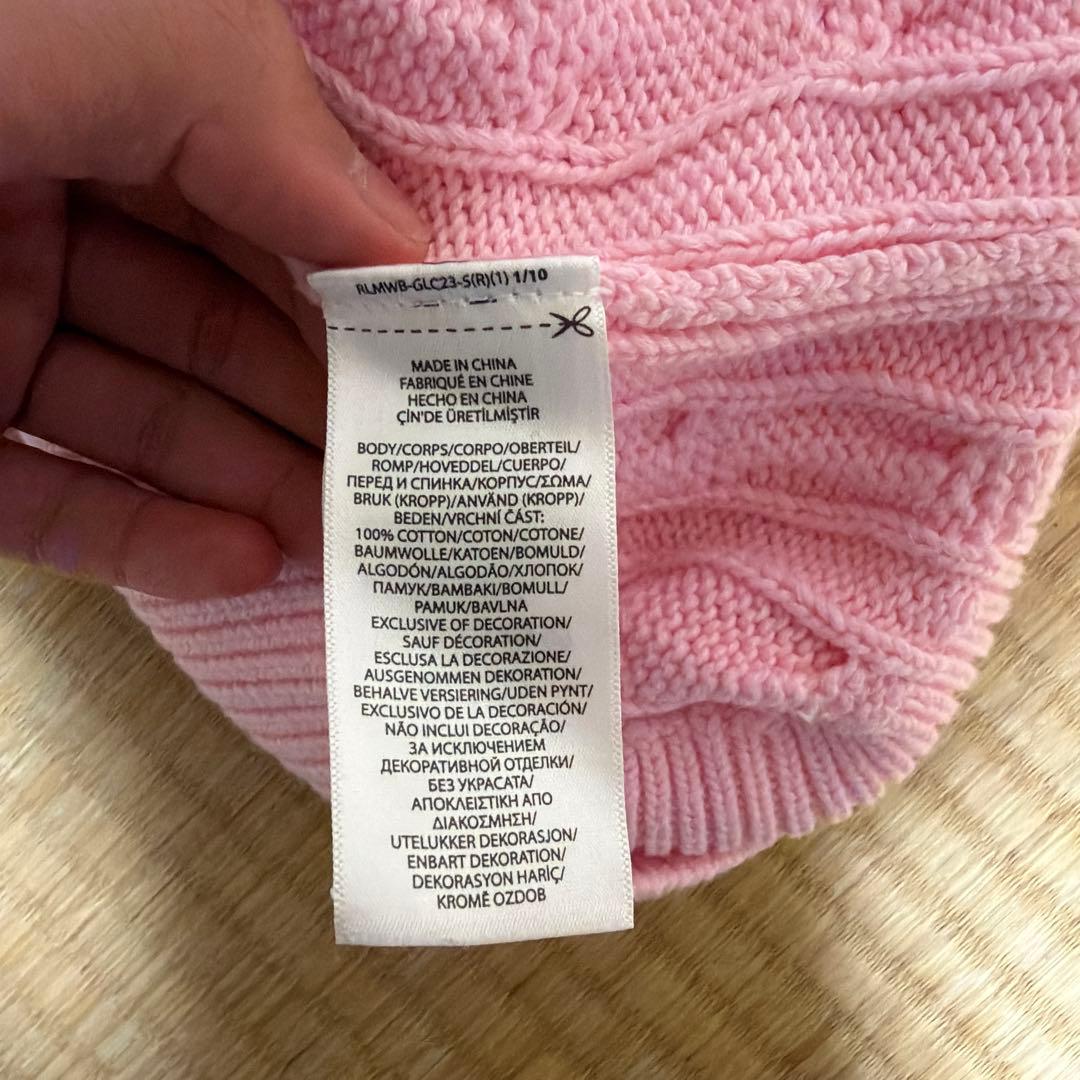 RLMWB-GLC23-S(R)(1) 1/10
MADE IN CHINA
FABRIQUÉ EN CHINE
HECHO EN CHINA
ÇİN'DE ÜRETİLMİŞTİR
BODY/CORPS/CORPO/OBERTEIL/
ROMP/HOVEDDEL/CUERPO/
ПЕРЕД И СПИНКА/КОРПУС/ΣΩΜΑ/
BRUK (KROPP)/ANVÄND (KROPP)/
BEDEN/VRCHNÍ ČÁST:
100% COTTON/COTON/COTONE/
BAUMWOLLE/KATOEN/BOMULD/
ALGODÓN/ALGODÃO/ХЛОПОК/
ПАМУК/ΒΑΜΒΑΚΙ/BOMULL/
PAMUK/BAVLNA
EXCLUSIVE OF DECORATION/
SAUF DÉCORATION/
ESCLUSA LA DECORAZIONE/
AUSGENOMMEN DEKORATION/
BEHALVE VERSIERING/UDEN PYNT/
EXCLUSIVO DE LA DECORACIÓN/
NÃO INCLUI DECORAÇÃO/
ЗА ИСКЛЮЧЕНИЕМ
ДЕКОРАТИВНОЙ ОТДЕЛКИ/
БЕЗ УКРАСАТА/
ΑΠΟΚΛΕΙΣΤΙΚΗ ΑΠΟ
ΔΙΑΚΟΣΜΗΣΗ/
UTELUKKER DEKORASJON/
ENBART DEKORATION/
DEKORASYON HARİÇ/
KROMĚ OZDOB